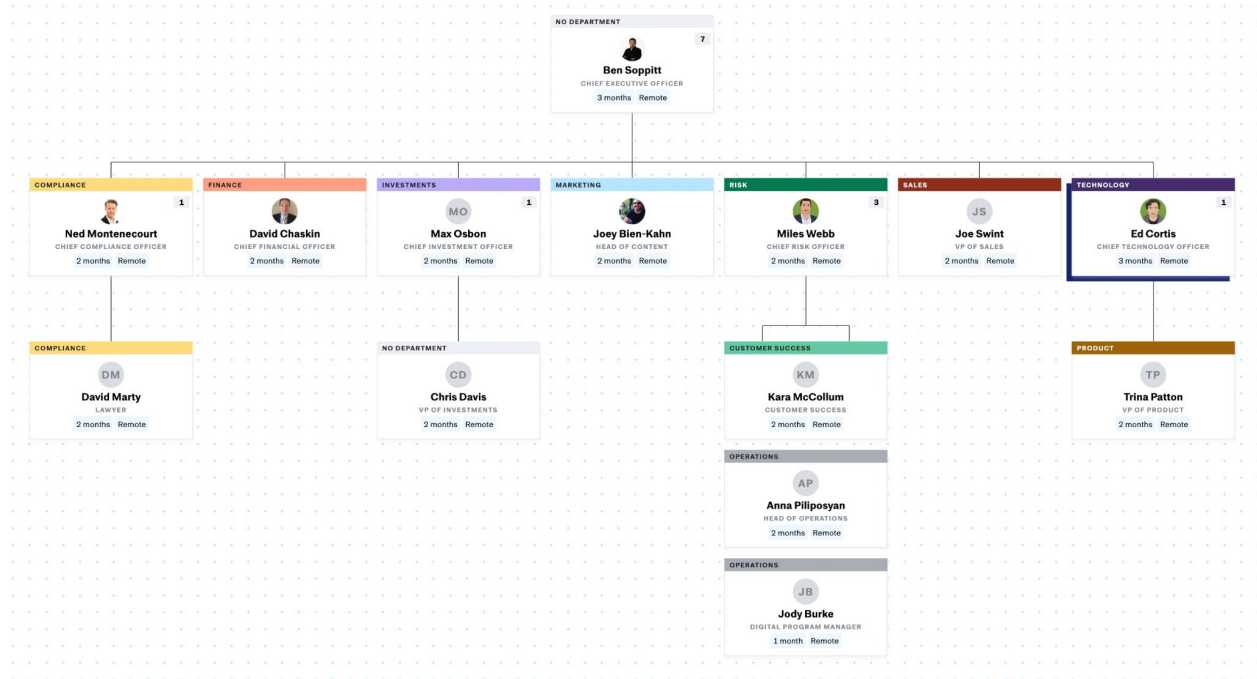 NO DEPARTMENT
7
Ben Soppitt
CHIEF EXECUTIVE OFFICER
3 months Remote
COMPLIANCE
1
Ned Montenecourt
CHIEF COMPLIANCE OFFICER
2 months Remote
FINANCE
David Chaskin
CHIEF FINANCIAL OFFICER
2 months Remote
INVESTMENTS
MO
1
Max Osbon
CHIEF INVESTMENT OFFICER
2 months Remote
MARKETING
Joey Bien-Kahn
HEAD OF CONTENT
2 months Remote
RISK
3
Miles Webb
CHIEF RISK OFFICER
2 months Remote
SALES
JS
Joe Swint
VP OF SALES
2 months Remote
TECHNOLOGY
1
Ed Cortis
CHIEF TECHNOLOGY OFFICER
3 months Remote
COMPLIANCE
DM
David Marty
LAWYER
2 months Remote
NO DEPARTMENT
CD
Chris Davis
VP OF INVESTMENTS
2 months Remote
CUSTOMER SUCCESS
KM
Kara McCollum
CUSTOMER SUCCESS
2 months Remote
PRODUCT
TP
Trina Patton
VP OF PRODUCT
2 months Remote
OPERATIONS
AP
Anna Piliposyan
HEAD OF OPERATIONS
2 months Remote
OPERATIONS
JB
Jody Burke
DIGITAL PROGRAM MANAGER
1 month Remote